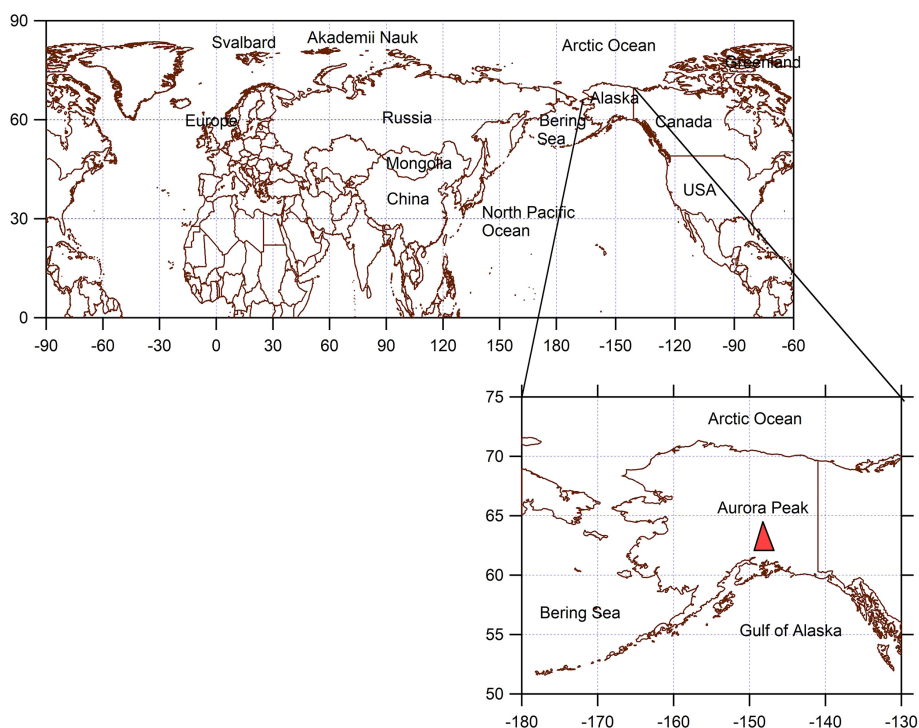 90
Svalbard
Akademii Nauk
Arctic Ocean
Greenland
Alaska
60
Europe
Russia
Bering
Sea
Canada
Mongolia
China
USA
30
North Pacific
Ocean
0
-90 -60 -30 0 30 60 90 120 150 180 -150 -120 -90 -60
75
Arctic Ocean
70
Aurora Peak
65
60
Bering Sea
Gulf of Alaska
55
50
-180 -170 -160 -150 -140 -130